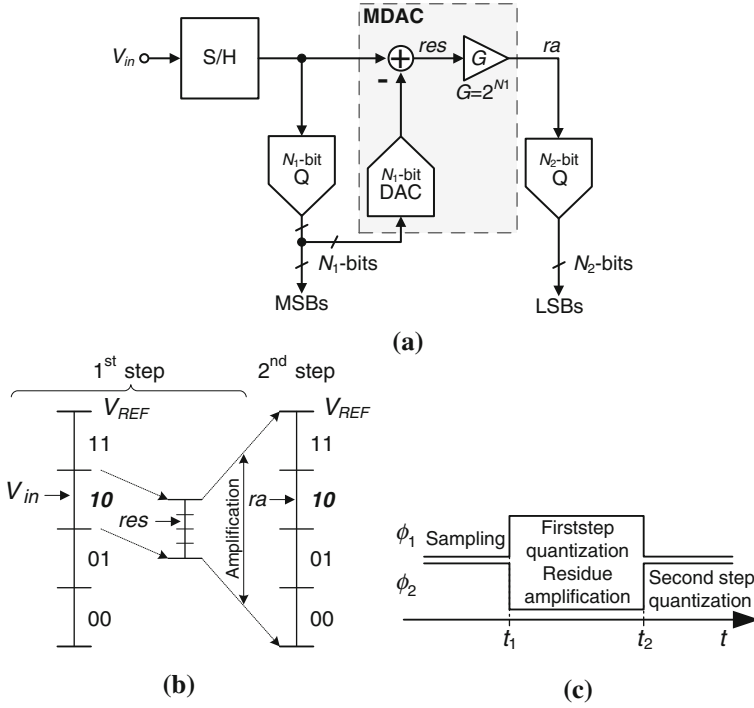 MDAC
V_in
S/H
+
-
res
G
G=2^N1
ra
N1-bit
Q
N1-bit
DAC
N2-bit
Q
N1-bits
N2-bits
MSBs
LSBs
(a)
1st step
2nd step
V_REF
V_REF
11
11
V_in
10
res
Amplification
ra
10
01
01
00
00
(b)
ϕ1
Sampling
Firststep
quantization
ϕ2
Residue
amplification
Second step
quantization
t1
t2
t
(c)